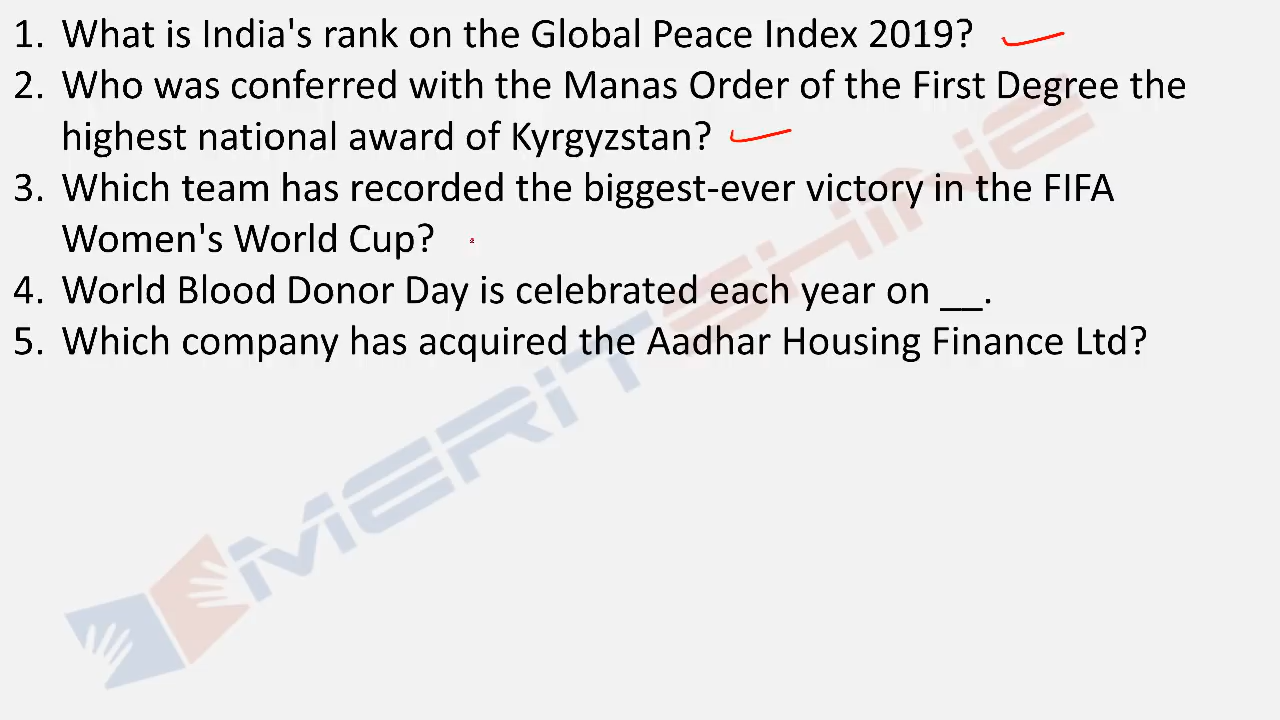 1. What is India's rank on the Global Peace Index 2019?
2. Who was conferred with the Manas Order of the First Degree the
highest national award of Kyrgyzstan?
3. Which team has recorded the biggest-ever victory in the FIFA
Women's World Cup?
4. World Blood Donor Day is celebrated each year on __.
5. Which company has acquired the Aadhar Housing Finance Ltd?
MERITSHINE